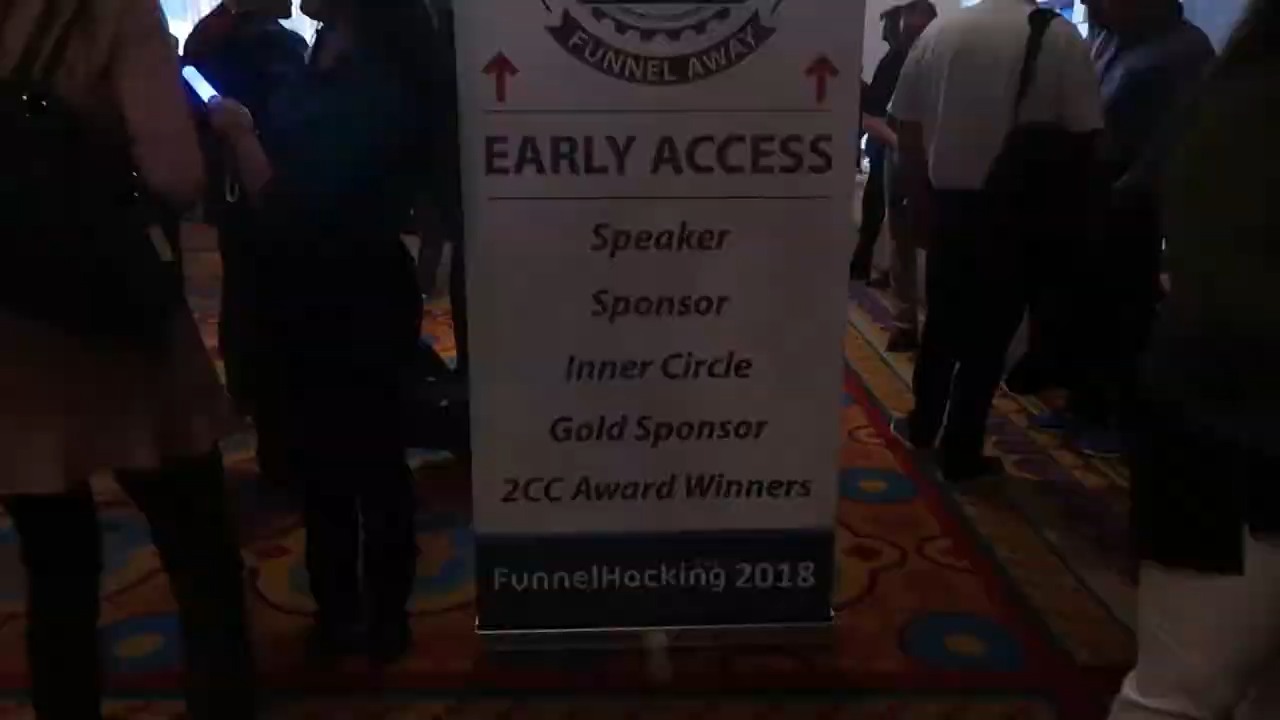 FUNNEL AWAY
EARLY ACCESS
Speaker
Sponsor
Inner Circle
Gold Sponsor
2CC Award Winners
FunnelHacking 2018